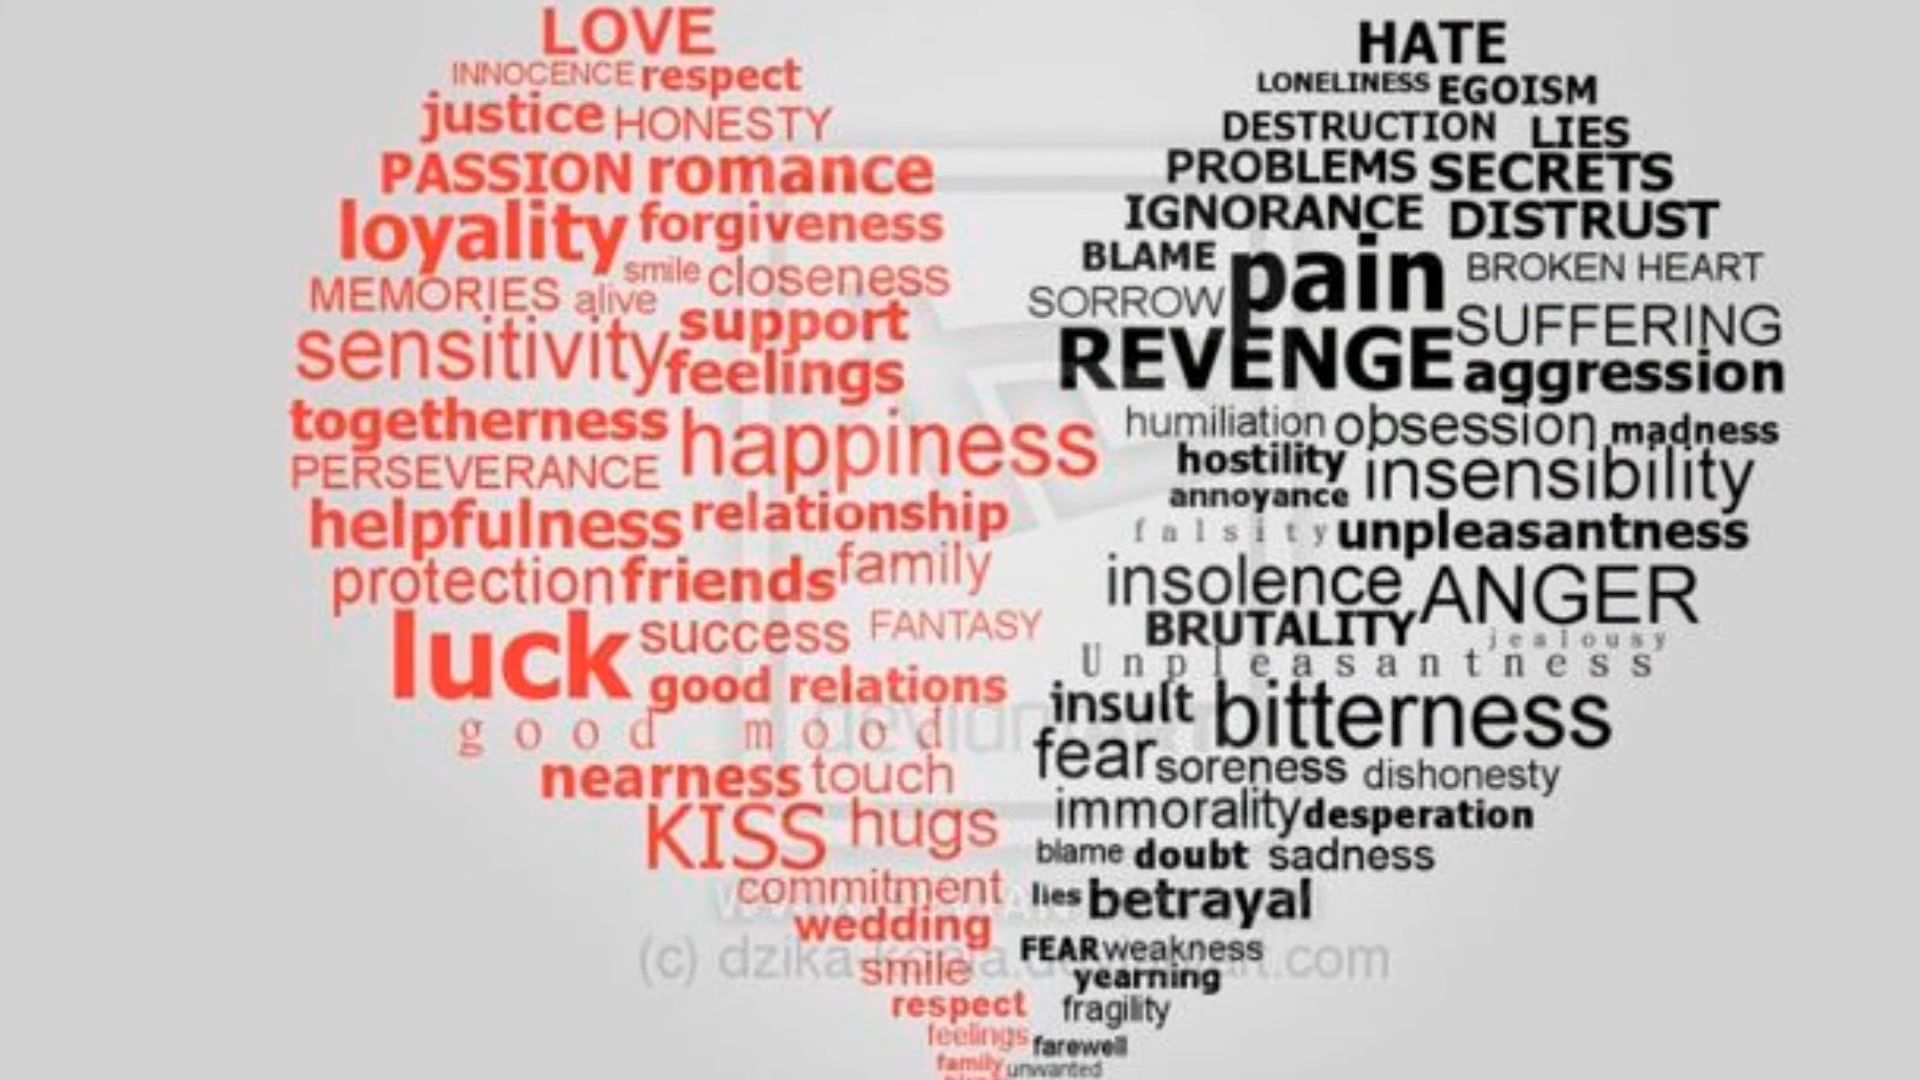 LOVE
INNOCENCE respect
justice HONESTY
PASSION romance
loyality forgiveness
MEMORIES alive smile closeness
sensitivity support
feelings
togetherness happiness
PERSEVERANCE
helpfulness relationship
protection friends family
luck success FANTASY
good relations
good mood
nearness touch
KISS hugs
commitment
wedding
smile
respect
feelings
family
HATE
LONELINESS EGOISM
DESTRUCTION LIES
PROBLEMS SECRETS
IGNORANCE DISTRUST
BLAME pain BROKEN HEART
SORROW SUFFERING
REVENGE aggression
humiliation obsession madness
hostility insensibility
annoyance
falsity unpleasantness
insolence ANGER
BRUTALITY jealousy
Unpleasantness
insult bitterness
fear soreness dishonesty
immorality desperation
blame doubt sadness
lies betrayal
FEAR weakness
yearning
fragility
farewell
unwanted